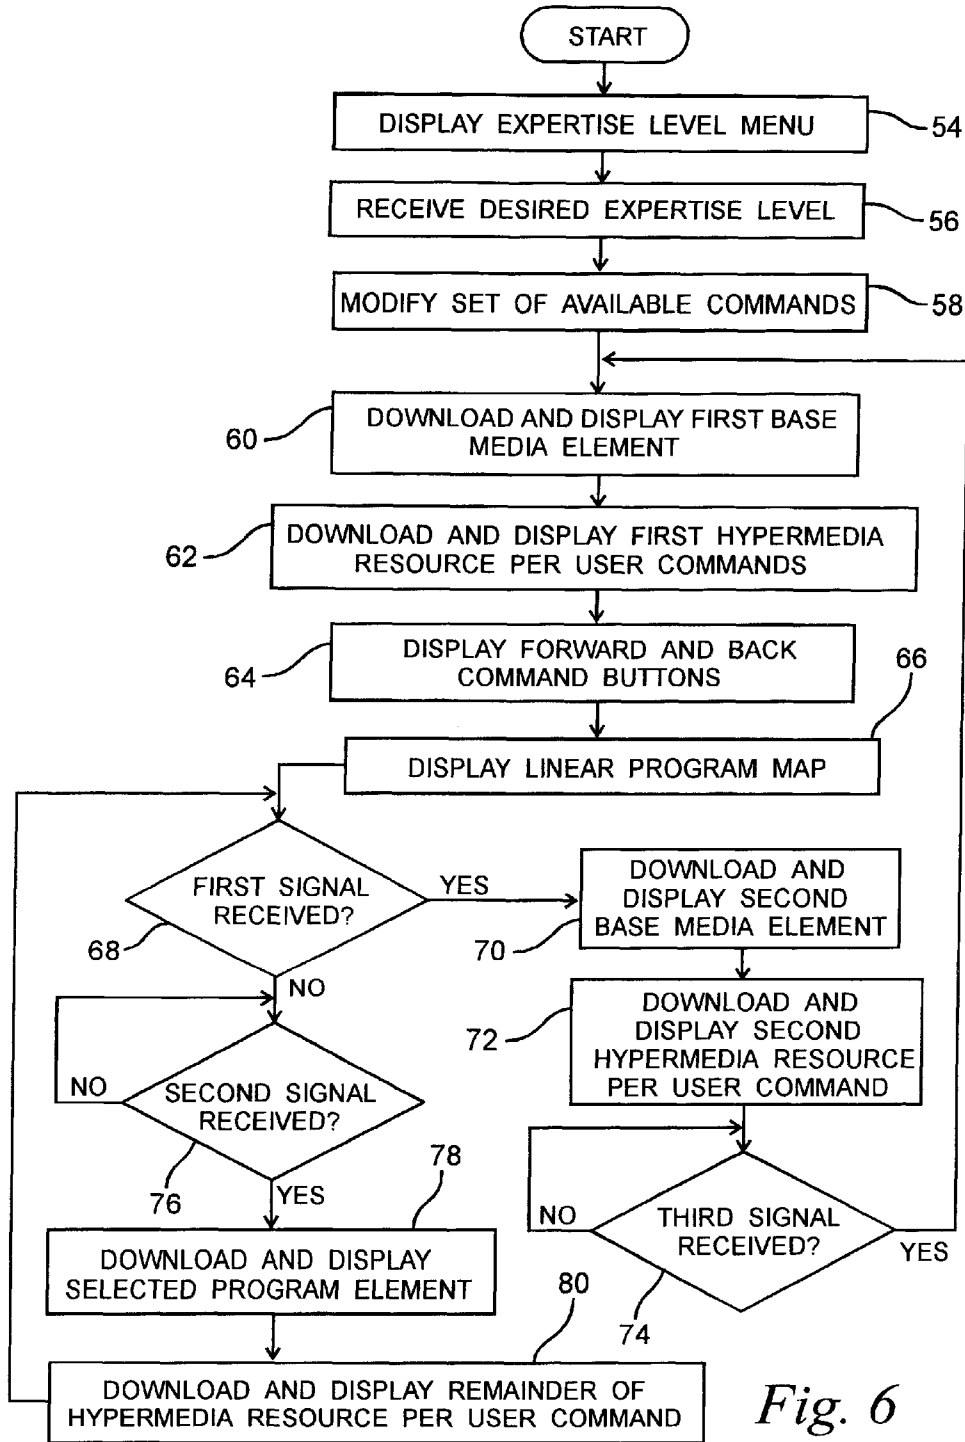 START
DISPLAY EXPERTISE LEVEL MENU
54
RECEIVE DESIRED EXPERTISE LEVEL
56
MODIFY SET OF AVAILABLE COMMANDS
58
60
DOWNLOAD AND DISPLAY FIRST BASE
MEDIA ELEMENT
62
DOWNLOAD AND DISPLAY FIRST HYPERMEDIA
RESOURCE PER USER COMMANDS
64
DISPLAY FORWARD AND BACK
COMMAND BUTTONS
66
DISPLAY LINEAR PROGRAM MAP
FIRST SIGNAL
RECEIVED?
68
YES
NO
DOWNLOAD AND
DISPLAY SECOND
BASE MEDIA ELEMENT
70
72
DOWNLOAD AND
DISPLAY SECOND
HYPERMEDIA RESOURCE
PER USER COMMAND
SECOND SIGNAL
RECEIVED?
NO
76
YES
THIRD SIGNAL
RECEIVED?
NO
YES
74
78
DOWNLOAD AND DISPLAY
SELECTED PROGRAM ELEMENT
80
DOWNLOAD AND DISPLAY REMAINDER OF
HYPERMEDIA RESOURCE PER USER COMMAND
Fig. 6